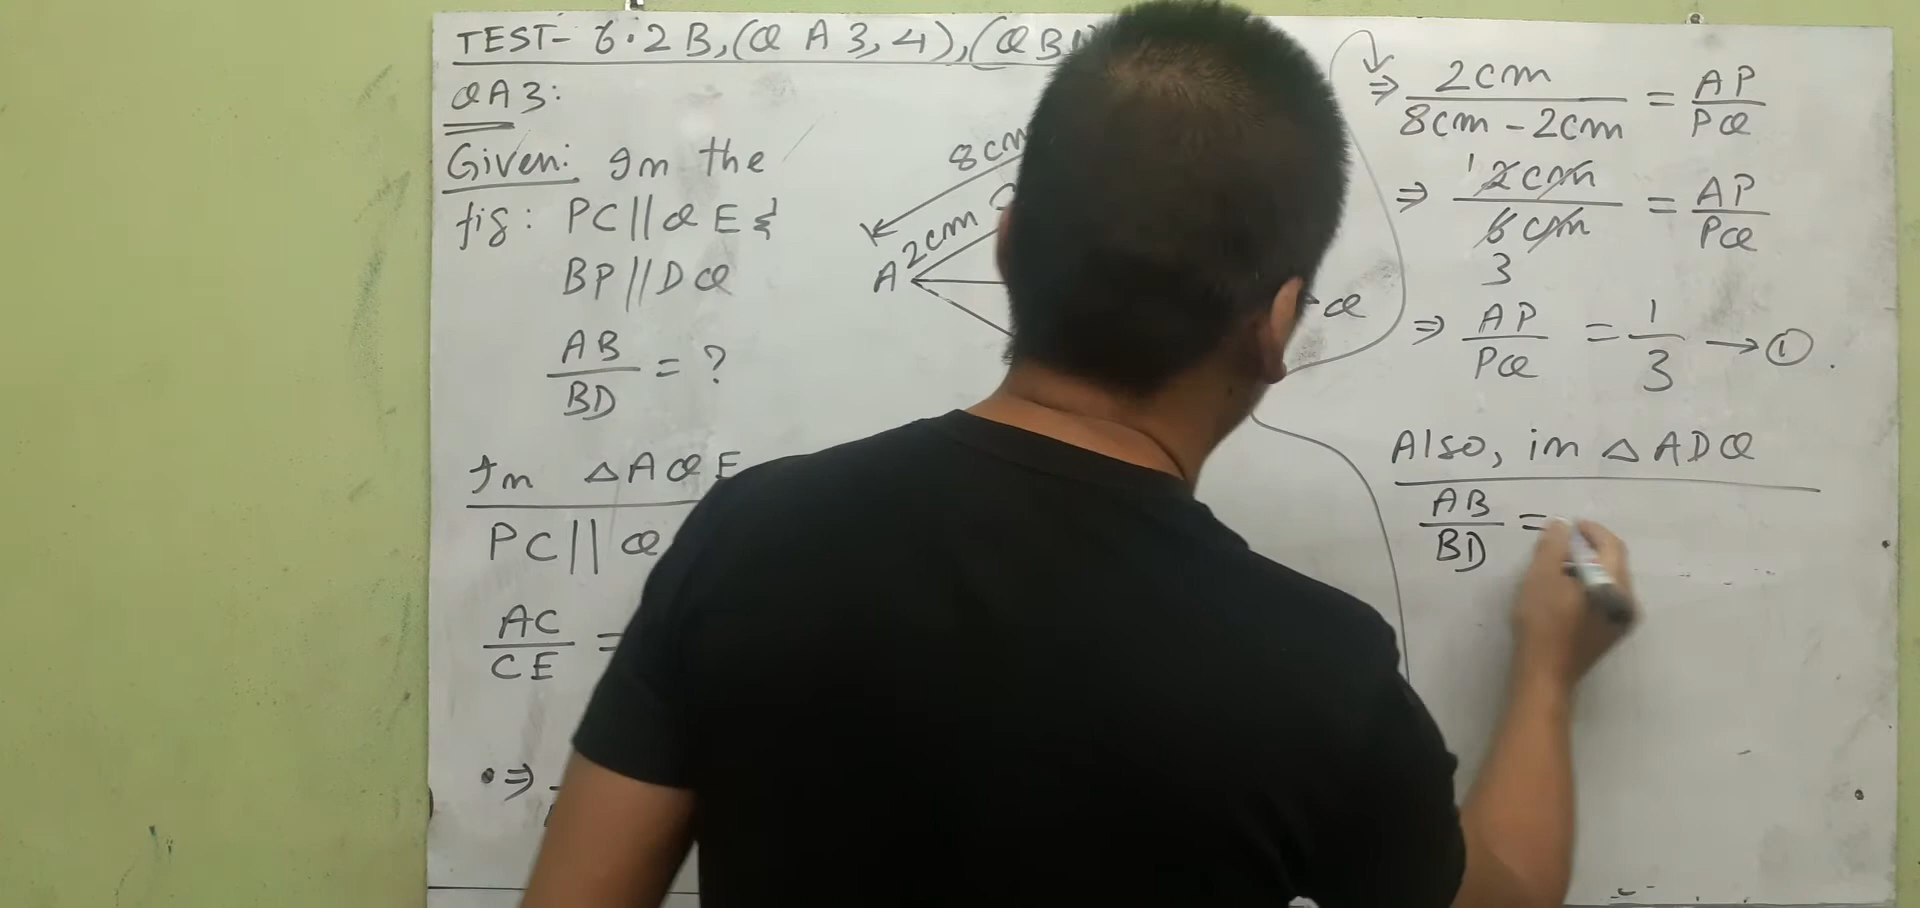 TEST- 6.2B, (Q A 3, 4), (Q B
QA3:
Given: In the
fig: PC || QE &
BP || DQ
AB/BD = ?
8cm
2cm
A
Q
In △AQE
PC || Q
AC/CE =
⇒
⇒ 2cm/8cm - 2cm = AP/PQ
⇒ 1 2cm/6cm 3 = AP/PQ
⇒ AP/PQ = 1/3 → ①.
Also, in △ADQ
AB/BD =